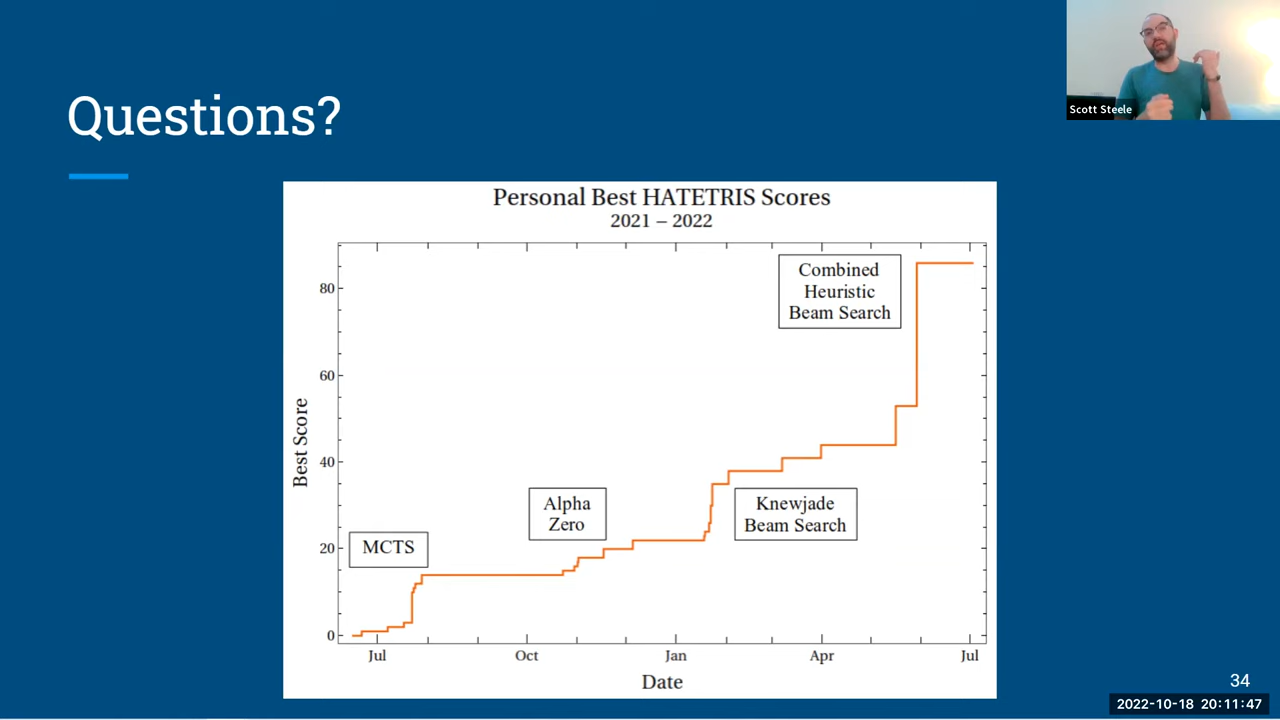 Questions?
Scott Steele
Personal Best HATETRIS Scores
2021 – 2022
Combined
Heuristic
Beam Search
80
60
Best Score
40
Alpha
Zero
Knewjade
Beam Search
MCTS
20
0
Jul
Oct
Jan
Apr
Jul
Date
34
2022-10-18 20:11:47